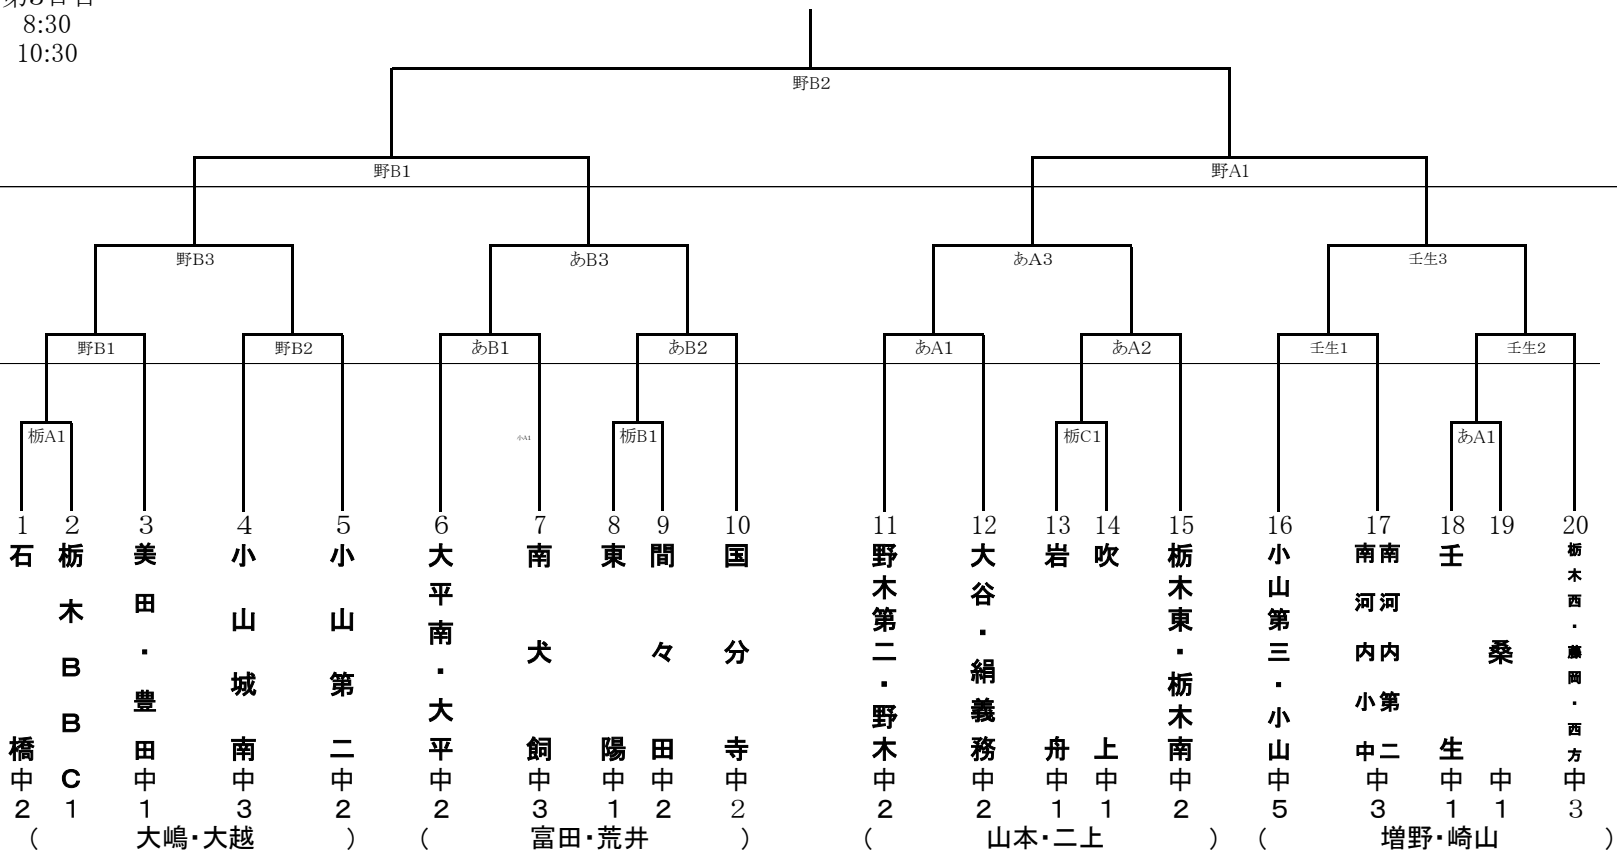 第3日目
8:30
10:30
野B2
野B1 野A1
野B3 あB3 あA3 壬生3
野B1 野B2 あB1 あB2 あA1 あA2 壬生1 壬生2
栃A1 小A1 栃B1 栃C1 あA1
1 2 3 4 5 6 7 8 9 10 11 12 13 14 15 16 17 18 19 20
石橋中2
栃木BBC1
美田・豊田中1
小山城南中3
小山第二中2
大平南・大平中2
南犬飼中3
東陽中1
間々田中2
国分寺中2
野木第二・野木中2
大谷・絹義務中2
岩舟中1
吹上中1
栃木東・栃木南中2
小山第三・小山中5
南河内小中
南河内第二
中3
壬生中1
桑中1
栃木西・藤岡・西方中3
( 大嶋・大越 ) ( 富田・荒井 ) ( 山本・二上 ) ( 増野・崎山 )